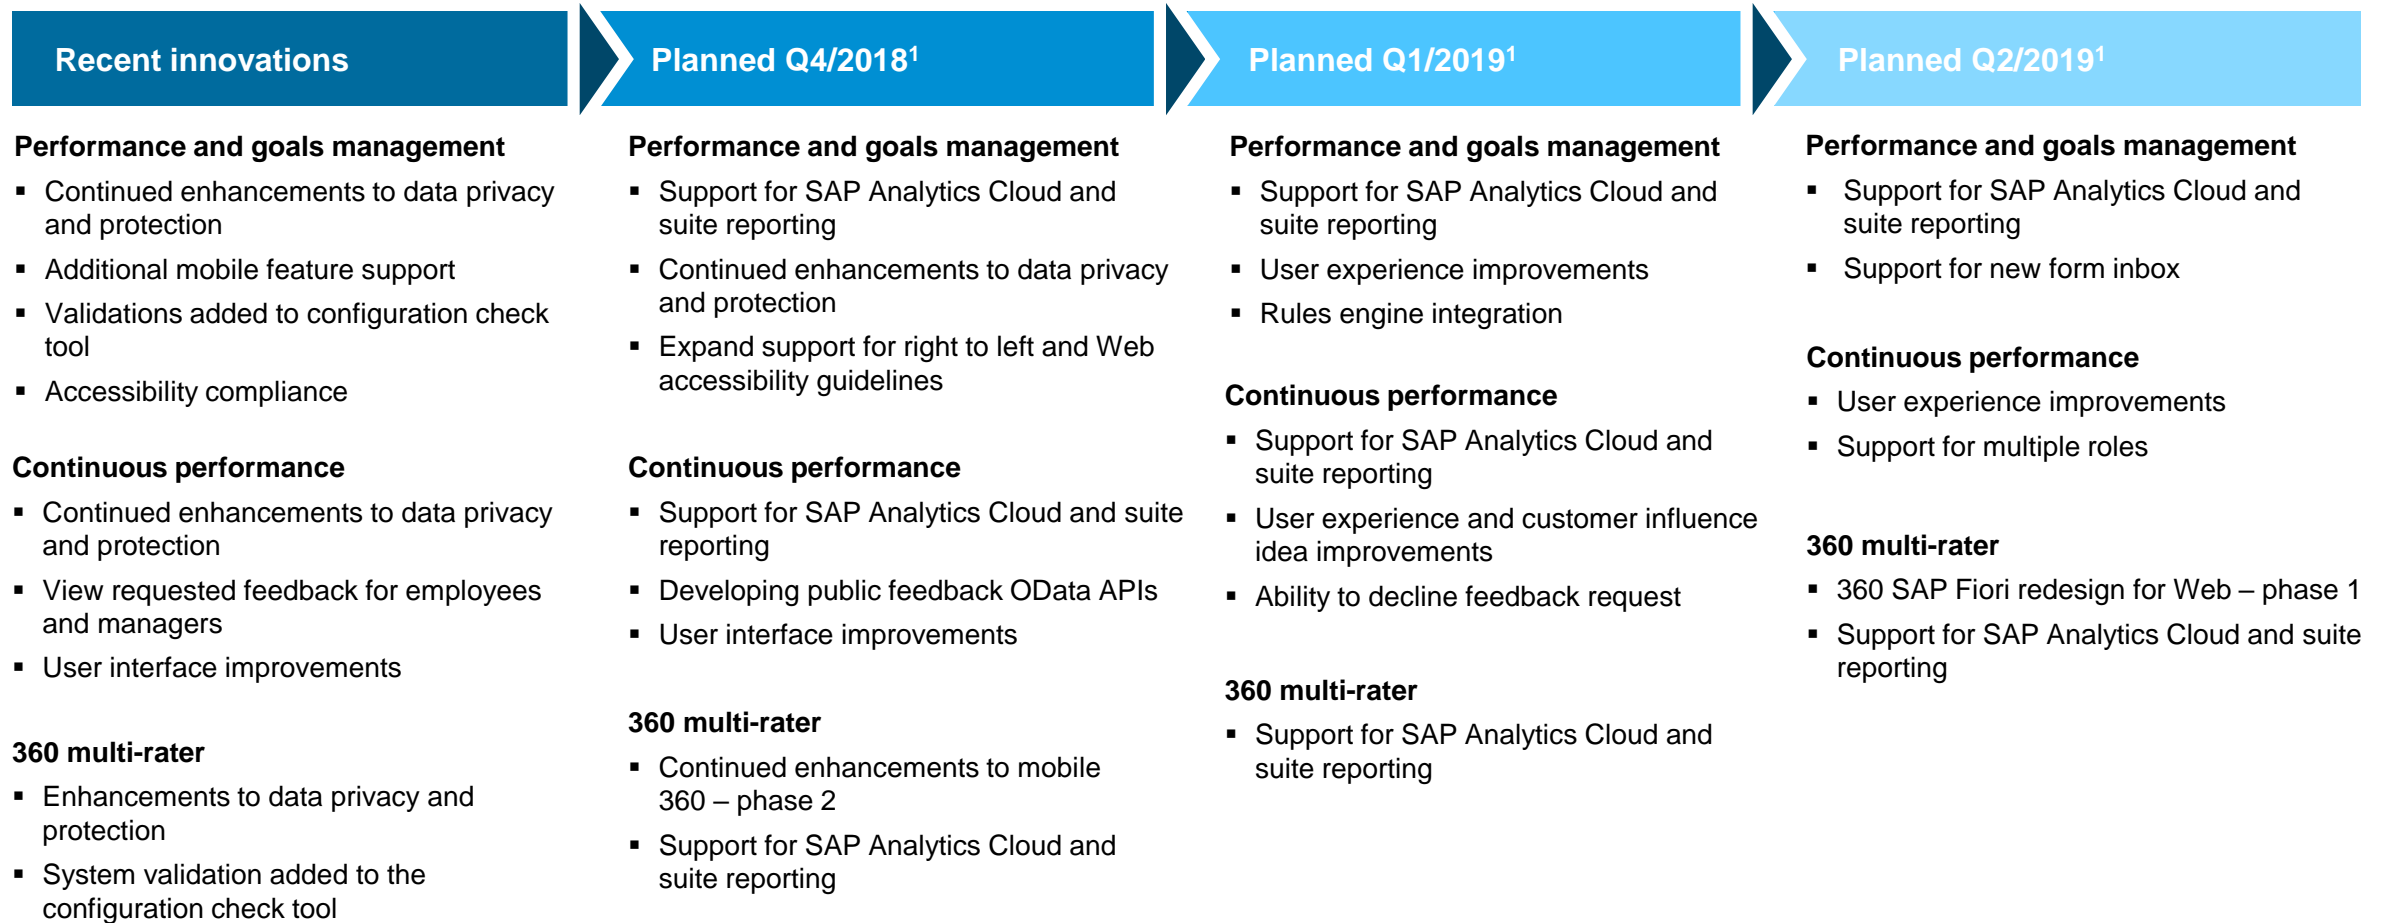 Recent innovations
Planned Q4/2018¹
Planned Q1/2019¹
Planned Q2/2019¹
Performance and goals management
▪ Continued enhancements to data privacy
and protection
▪ Additional mobile feature support
▪ Validations added to configuration check
tool
▪ Accessibility compliance
Continuous performance
▪ Continued enhancements to data privacy
and protection
▪ View requested feedback for employees
and managers
▪ User interface improvements
360 multi-rater
▪ Enhancements to data privacy and
protection
▪ System validation added to the
configuration check tool
Performance and goals management
▪ Support for SAP Analytics Cloud and
suite reporting
▪ Continued enhancements to data privacy
and protection
▪ Expand support for right to left and Web
accessibility guidelines
Continuous performance
▪ Support for SAP Analytics Cloud and suite
reporting
▪ Developing public feedback OData APIs
▪ User interface improvements
360 multi-rater
▪ Continued enhancements to mobile
360 – phase 2
▪ Support for SAP Analytics Cloud and
suite reporting
Performance and goals management
▪ Support for SAP Analytics Cloud and
suite reporting
▪ User experience improvements
▪ Rules engine integration
Continuous performance
▪ Support for SAP Analytics Cloud and
suite reporting
▪ User experience and customer influence
idea improvements
▪ Ability to decline feedback request
360 multi-rater
▪ Support for SAP Analytics Cloud and
suite reporting
Performance and goals management
▪ Support for SAP Analytics Cloud and
suite reporting
▪ Support for new form inbox
Continuous performance
▪ User experience improvements
▪ Support for multiple roles
360 multi-rater
▪ 360 SAP Fiori redesign for Web – phase 1
▪ Support for SAP Analytics Cloud and suite
reporting